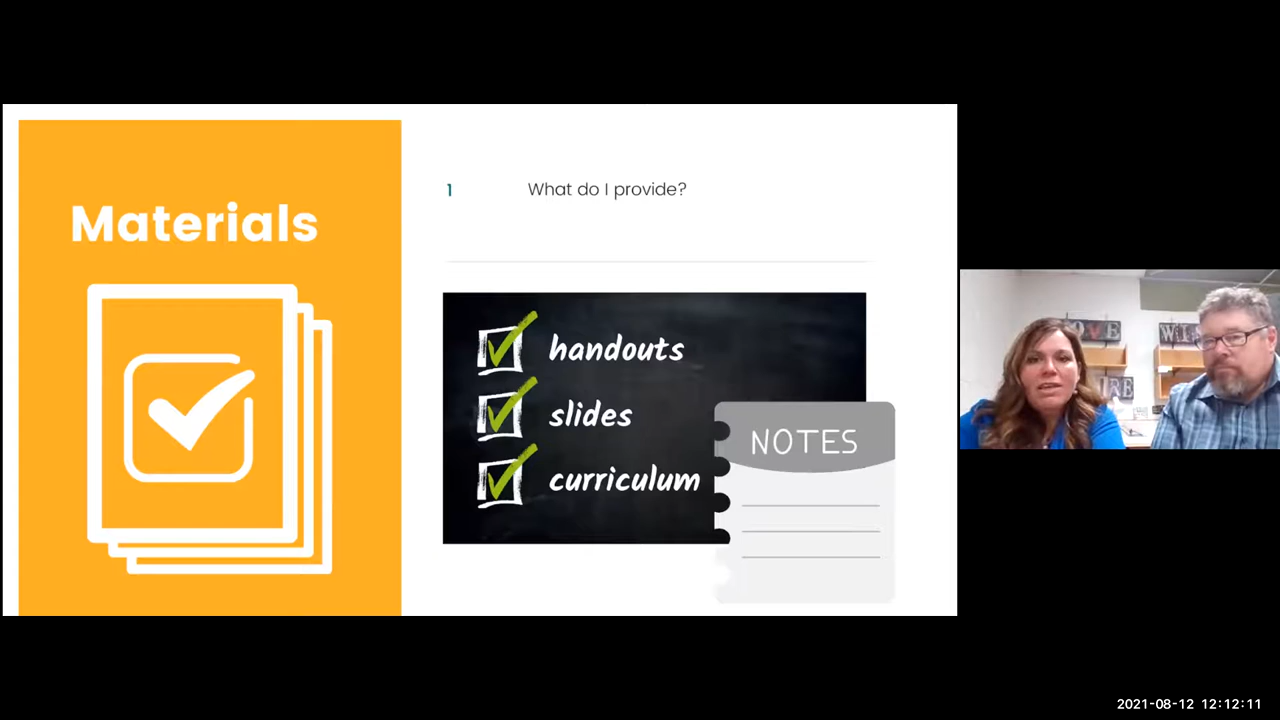 Materials
1 What do I provide?
handouts
slides
curriculum
NOTES
2021-08-12 12:12:11